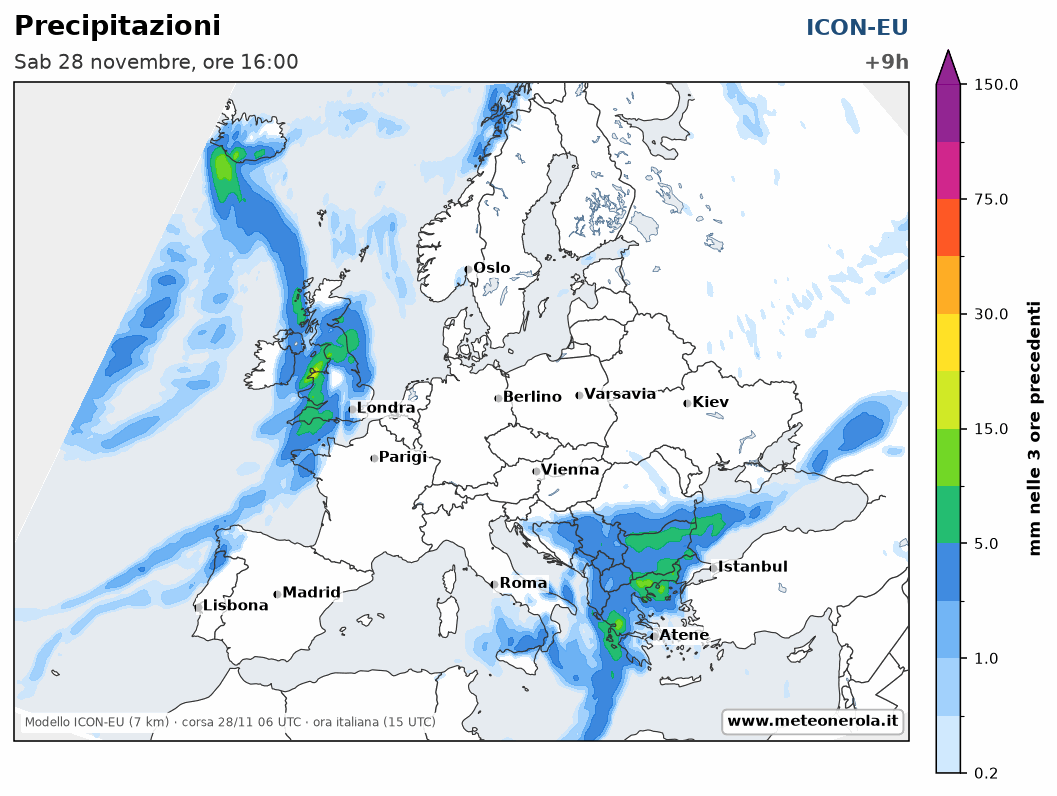 Precipitazioni
ICON-EU
Sab 28 novembre, ore 16:00
+9h
150.0
75.0
30.0
15.0
5.0
1.0
0.2
mm nelle 3 ore precedenti
Oslo
Londra
Berlino
Varsavia
Kiev
Parigi
Vienna
Istanbul
Roma
Madrid
Lisbona
Atene
Modello ICON-EU (7 km) · corsa 28/11 06 UTC · ora italiana (15 UTC)
www.meteonerola.it